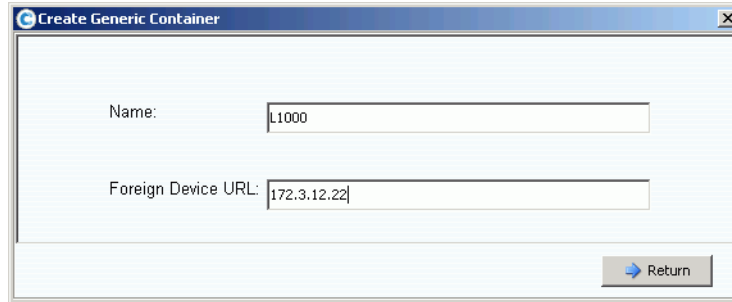 Create Generic Container
Name: L1000
Foreign Device URL: 172.3.12.22
Return